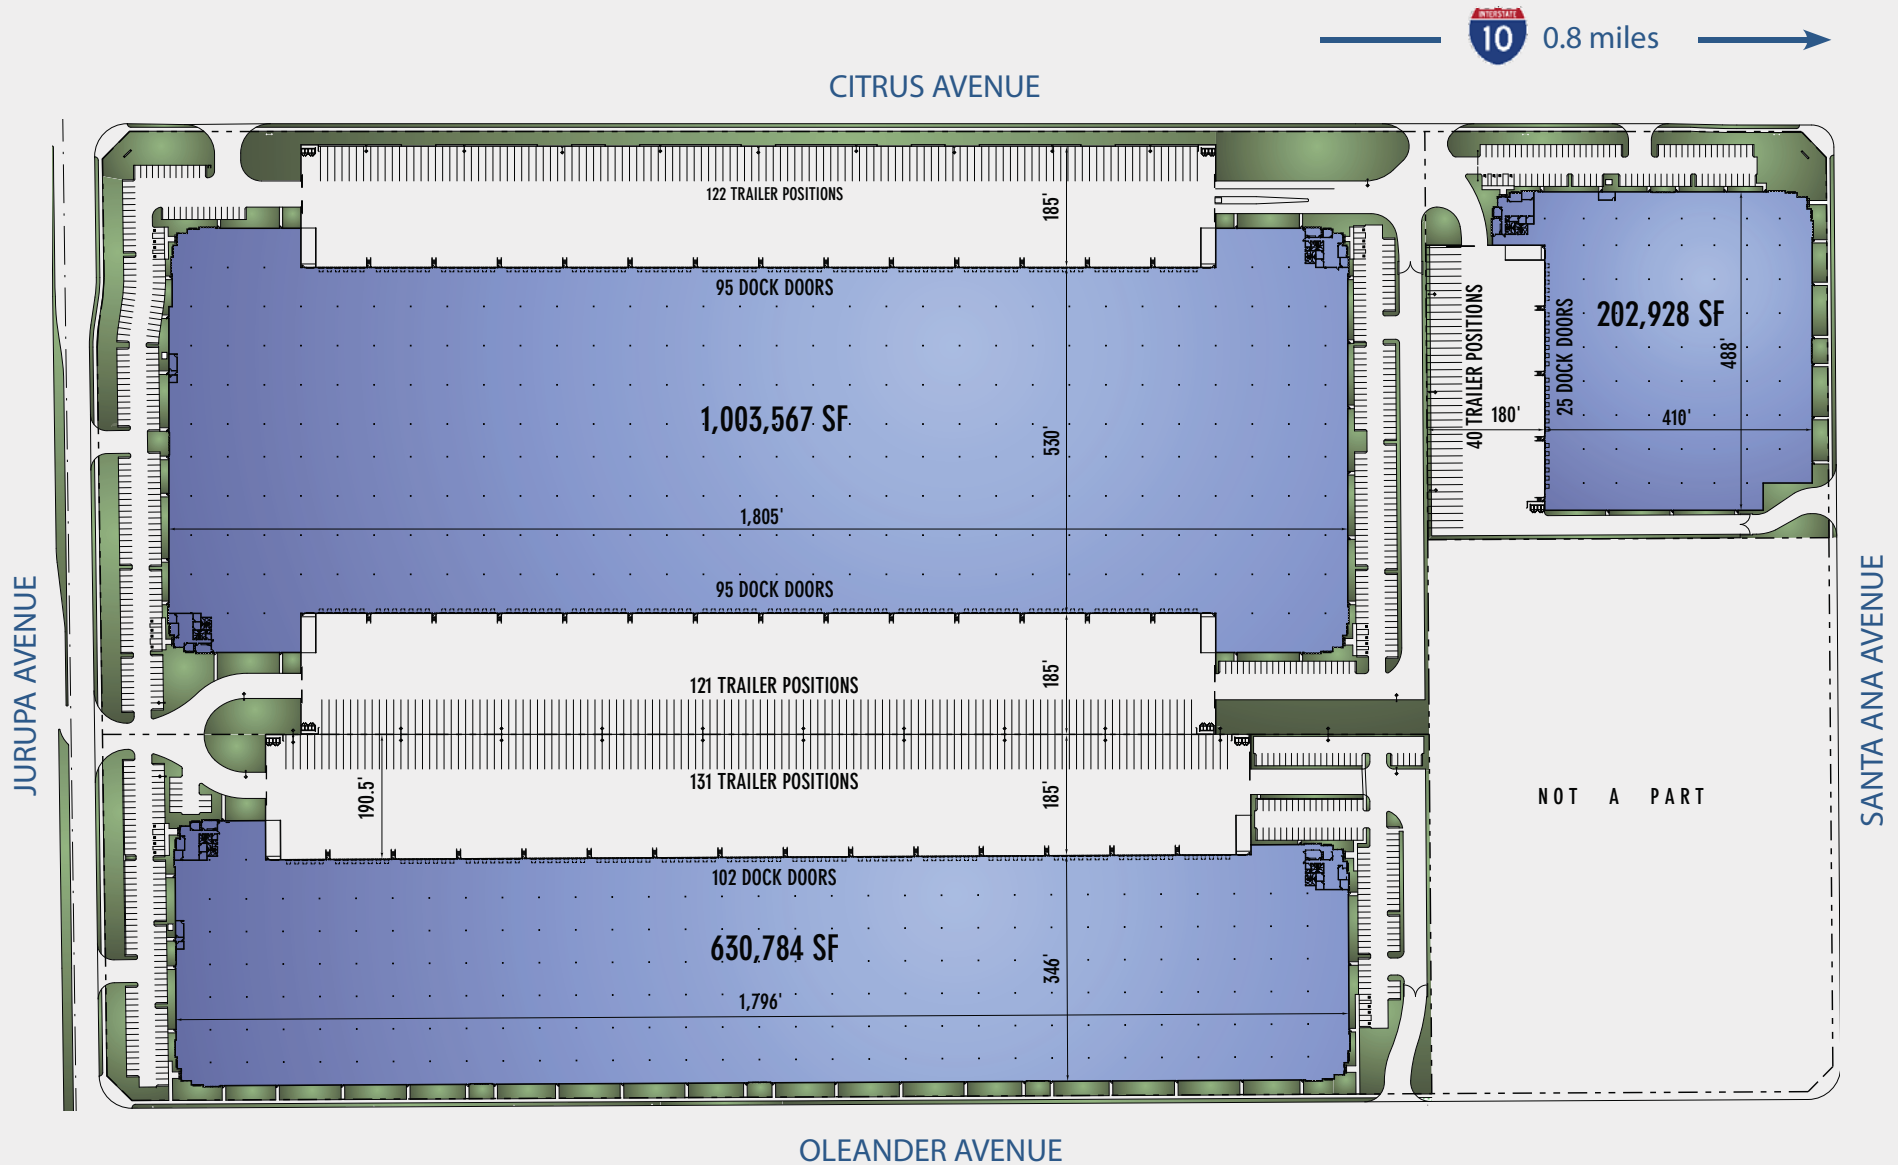 INTERSTATE
10
0.8 miles
CITRUS AVENUE
122 TRAILER POSITIONS
185'
95 DOCK DOORS
1,003,567 SF
530'
1,805'
95 DOCK DOORS
121 TRAILER POSITIONS
185'
40 TRAILER POSITIONS
180'
25 DOCK DOORS
202,928 SF
488'
410'
JURUPA AVENUE
SANTA ANA AVENUE
131 TRAILER POSITIONS
190.5'
185'
NOT A PART
102 DOCK DOORS
630,784 SF
346'
1,796'
OLEANDER AVENUE